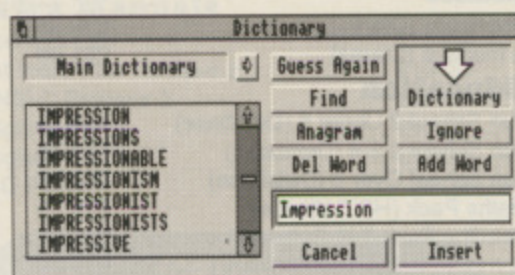 Dictionary
Main Dictionary
Guess Again
Find
Dictionary
Anagram
Ignore
Del Word
Add Word
IMPRESSION
IMPRESSIONS
IMPRESSIONABLE
IMPRESSIONISM
IMPRESSIONIST
IMPRESSIONISTS
IMPRESSIVE
Impression
Cancel
Insert